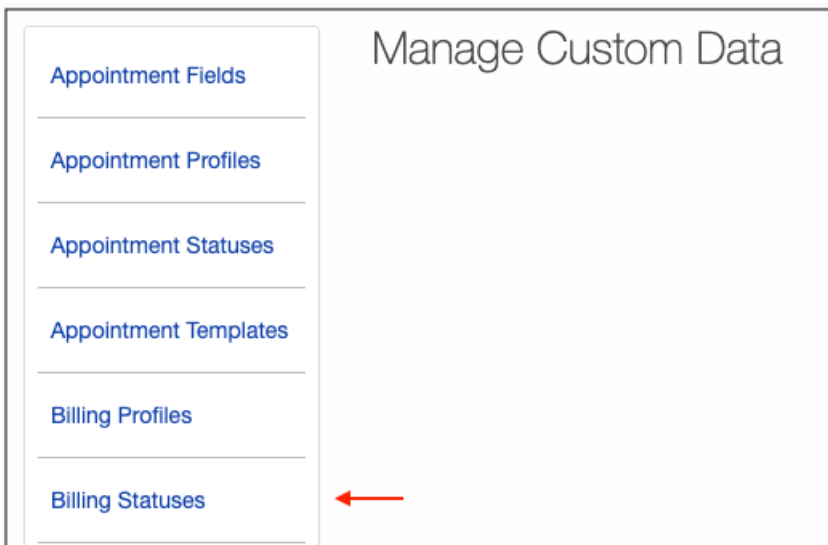 Manage Custom Data
Appointment Fields
Appointment Profiles
Appointment Statuses
Appointment Templates
Billing Profiles
Billing Statuses